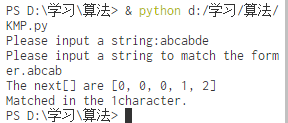 PS D:\学习\算法> & python d:/学习/算法/
KMP.py
Please input a string:abcabde
Please input a string to match the form
er.abcab
The next[] are [0, 0, 0, 1, 2]
Matched in the 1character.
PS D:\学习\算法>